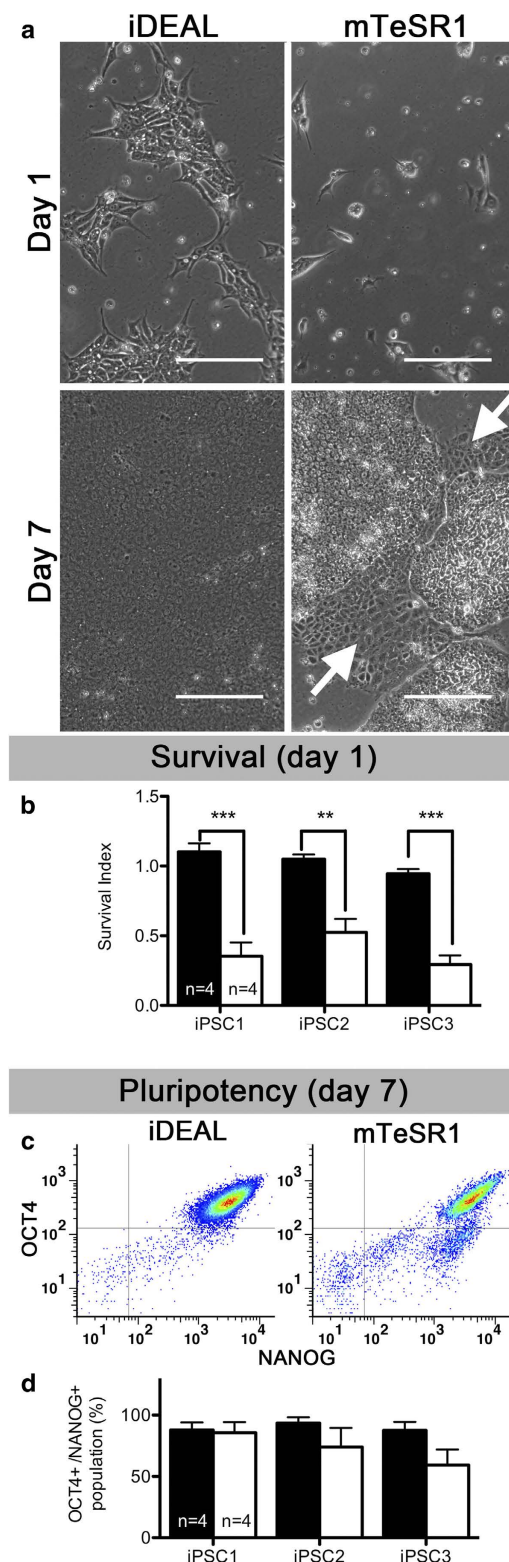 a
iDEAL mTeSR1
Day 1
Day 7
Survival (day 1)
b
Survival Index
1.5
1.0
0.5
0.0
*** ** ***
n=4 n=4
iPSC1 iPSC2 iPSC3
Pluripotency (day 7)
c
iDEAL mTeSR1
OCT4
10³ 10³
10² 10²
10¹ 10¹
10¹ 10² 10³ 10⁴ 10¹ 10² 10³ 10⁴
NANOG
d
OCT4+ /NANOG+
population (%)
100
50
0
n=4 n=4
iPSC1 iPSC2 iPSC3